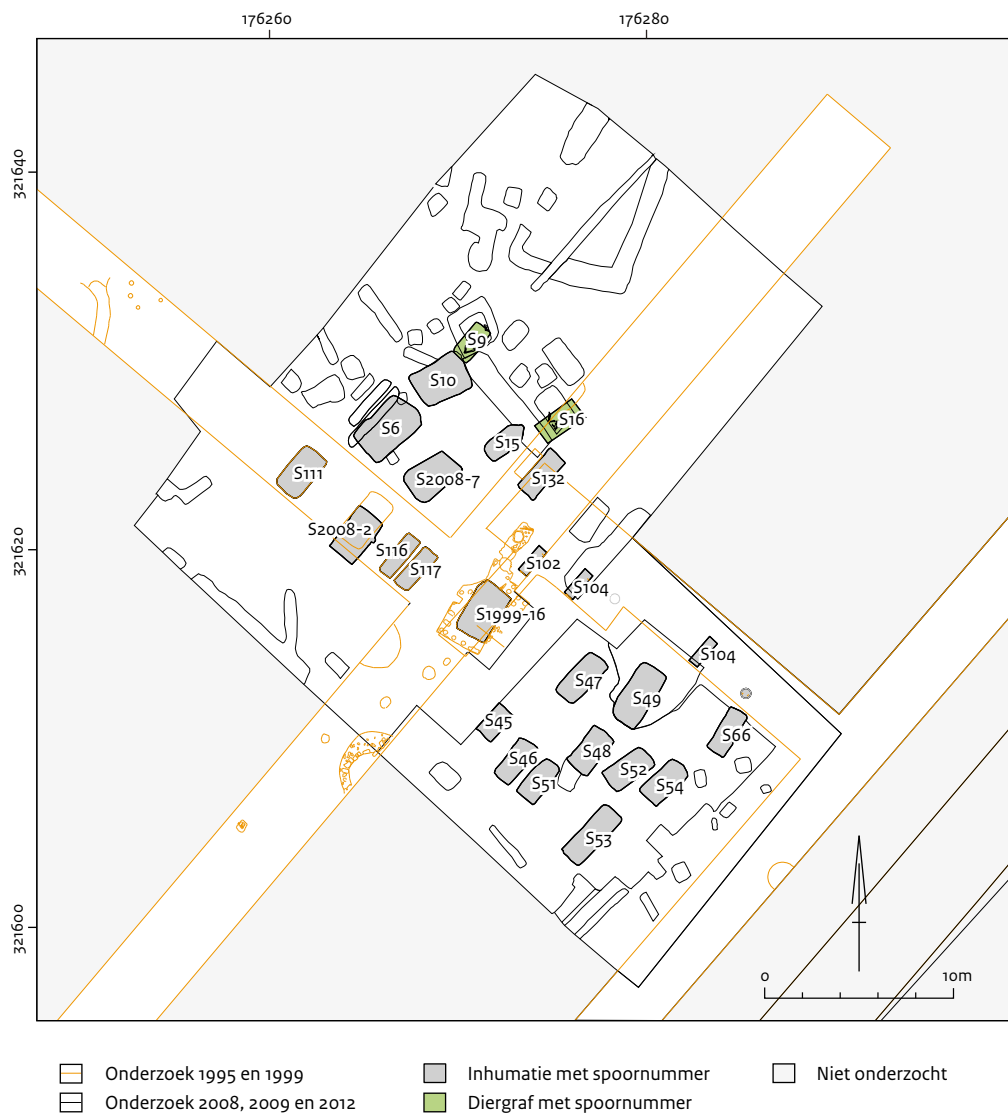 176260 176280
321640
S9
S10
S16
S6
S15
S111
S2008-7
S132
S2008-2
321620
S116
S117
S102
S104
S1999-16
S104
S47
S49
S45
S66
S46
S48
S51
S52
S54
S53
321600
0 10m
Onderzoek 1995 en 1999
Inhumatie met spoornummer
Niet onderzocht
Onderzoek 2008, 2009 en 2012
Diergraf met spoornummer